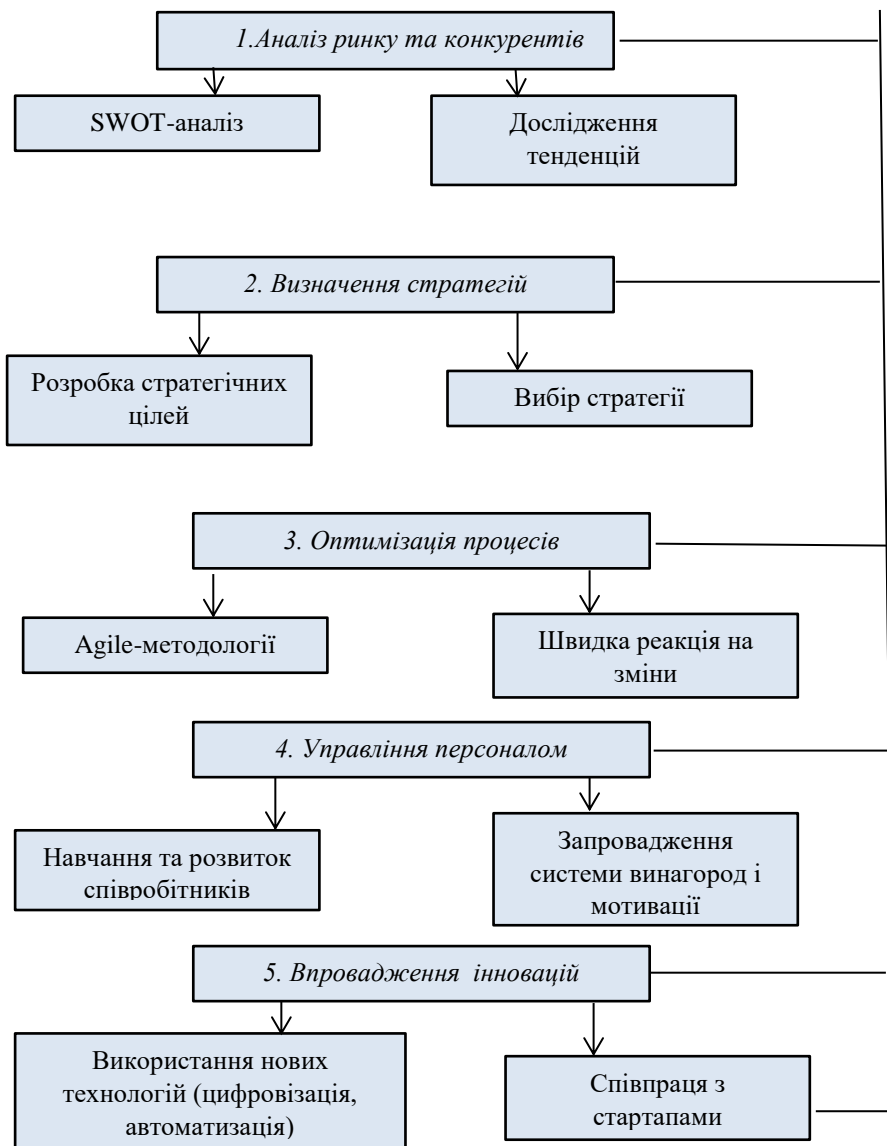 1.Аналіз ринку та конкурентів
SWOT-аналіз
Дослідження
тенденцій
2. Визначення стратегій
Розробка стратегічних
цілей
Вибір стратегії
3. Оптимізація процесів
Agile-методології
Швидка реакція на
зміни
4. Управління персоналом
Навчання та розвиток
співробітників
Запровадження
системи винагород і
мотивації
5. Впровадження інновацій
Використання нових
технологій (цифровізація,
автоматизація)
Співпраця з
стартапами